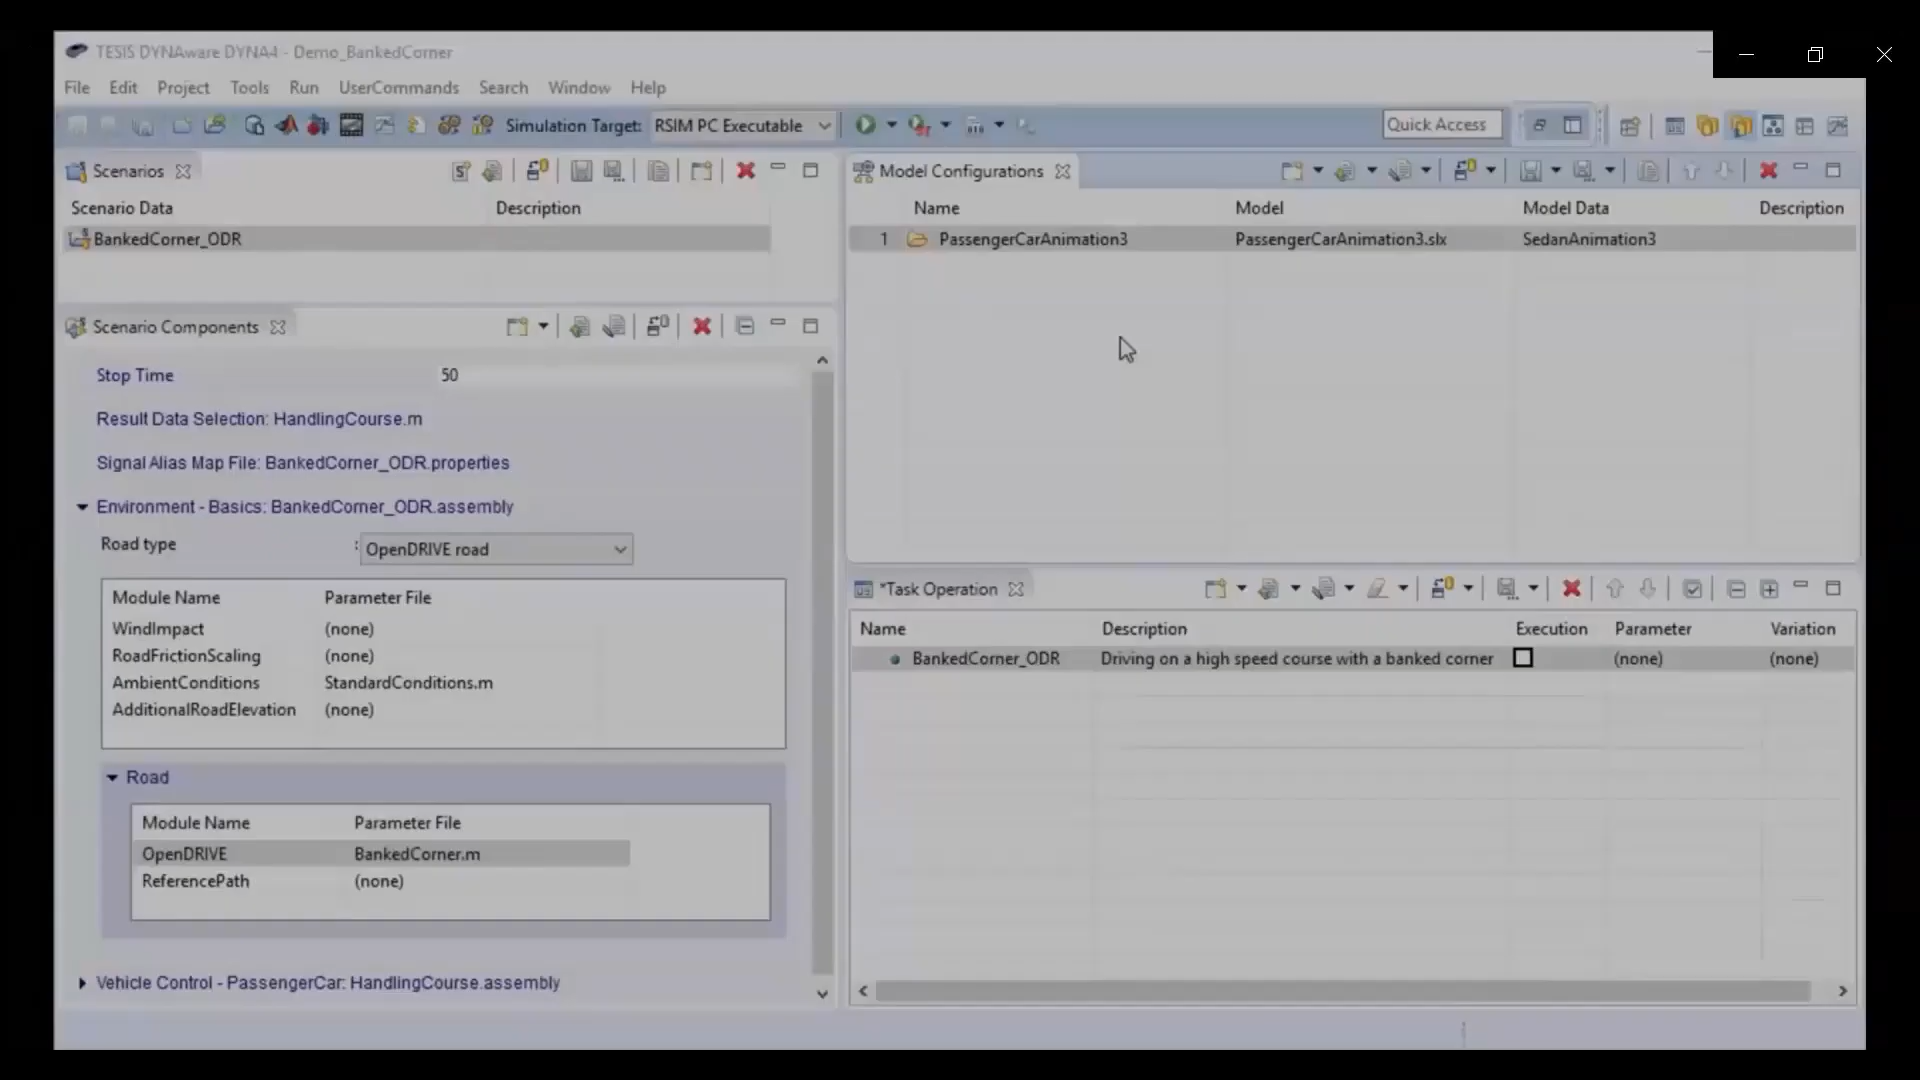 TESIS DYNAware DYNA4 - Demo_BankedCorner
File Edit Project Tools Run UserCommands Search Window Help
Simulation Target: RSIM PC Executable
Quick Access
Scenarios
Scenario Data Description
BankedCorner_ODR
Scenario Components
Stop Time 50
Result Data Selection: HandlingCourse.m
Signal Alias Map File: BankedCorner_ODR.properties
Environment - Basics: BankedCorner_ODR.assembly
Road type : OpenDRIVE road
Module Name Parameter File
WindImpact (none)
RoadFrictionScaling (none)
AmbientConditions StandardConditions.m
AdditionalRoadElevation (none)
Road
Module Name Parameter File
OpenDRIVE BankedCorner.m
ReferencePath (none)
Vehicle Control - PassengerCar: HandlingCourse.assembly
Model Configurations
Name Model Model Data Description
1 PassengerCarAnimation3 PassengerCarAnimation3.slx SedanAnimation3
*Task Operation
Name Description Execution Parameter Variation
BankedCorner_ODR Driving on a high speed course with a banked corner (none) (none)